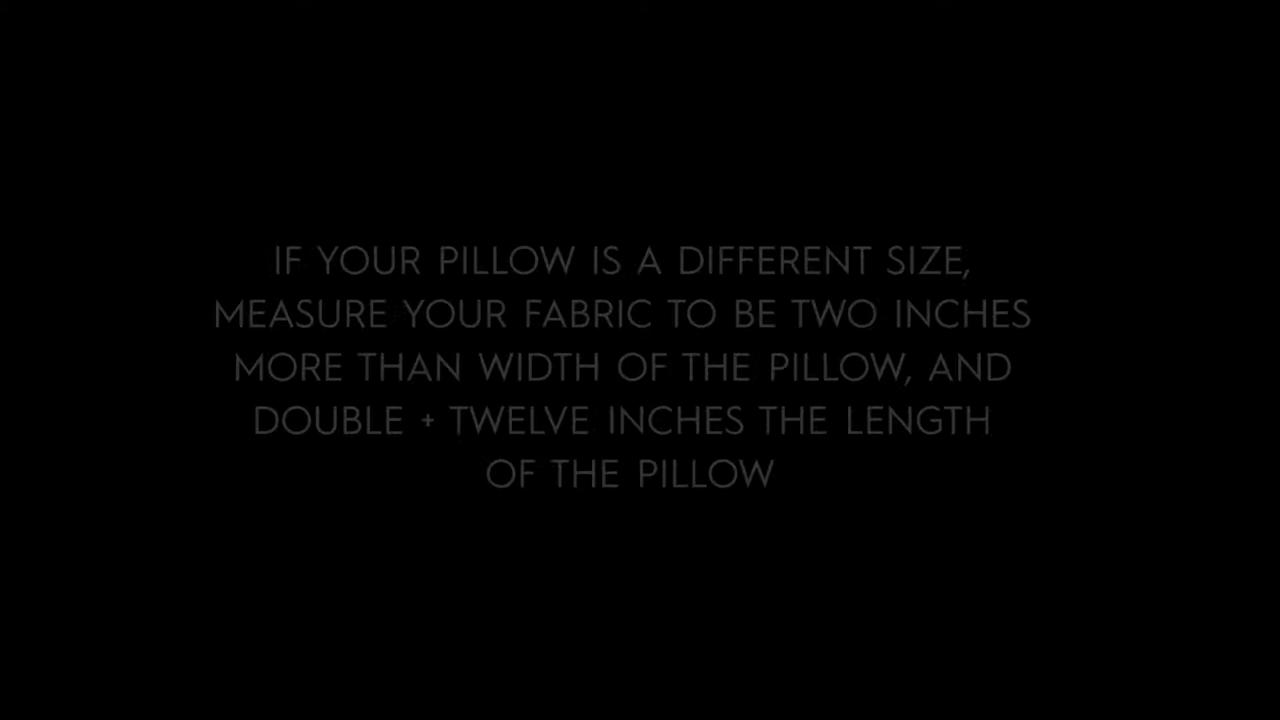 IF YOUR PILLOW IS A DIFFERENT SIZE,
MEASURE YOUR FABRIC TO BE TWO INCHES
MORE THAN WIDTH OF THE PILLOW, AND
DOUBLE + TWELVE INCHES THE LENGTH
OF THE PILLOW